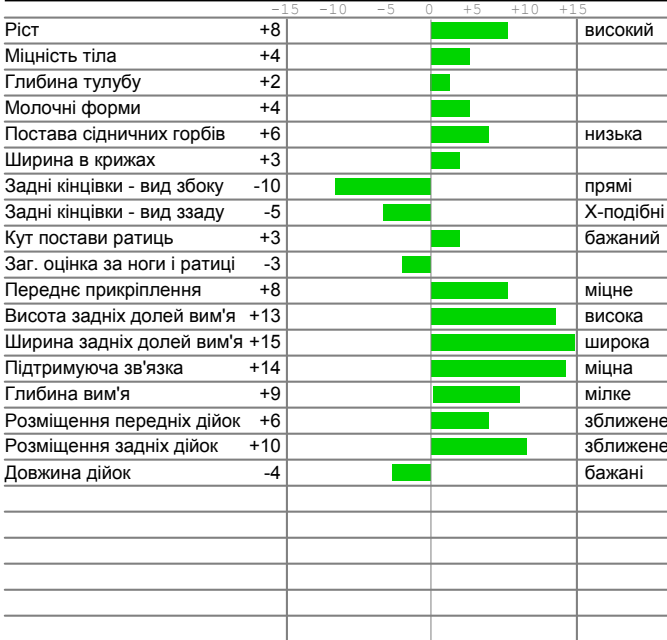 -15 -10 -5 0 +5 +10 +15
Ріст +8 високий
Міцність тіла +4
Глибина тулубу +2
Молочні форми +4
Постава сідничних горбів +6 низька
Ширина в крижах +3
Задні кінцівки - вид збоку -10 прямі
Задні кінцівки - вид ззаду -5 Х-подібні
Кут постави ратиць +3 бажаний
Заг. оцінка за ноги і ратиці -3
Переднє прикріплення +8 міцне
Висота задніх долей вим'я +13 висока
Ширина задніх долей вим'я +15 широка
Підтримуюча зв'язка +14 міцна
Глибина вим'я +9 мілке
Розміщення передніх дійок +6 зближене
Розміщення задніх дійок +10 зближене
Довжина дійок -4 бажані